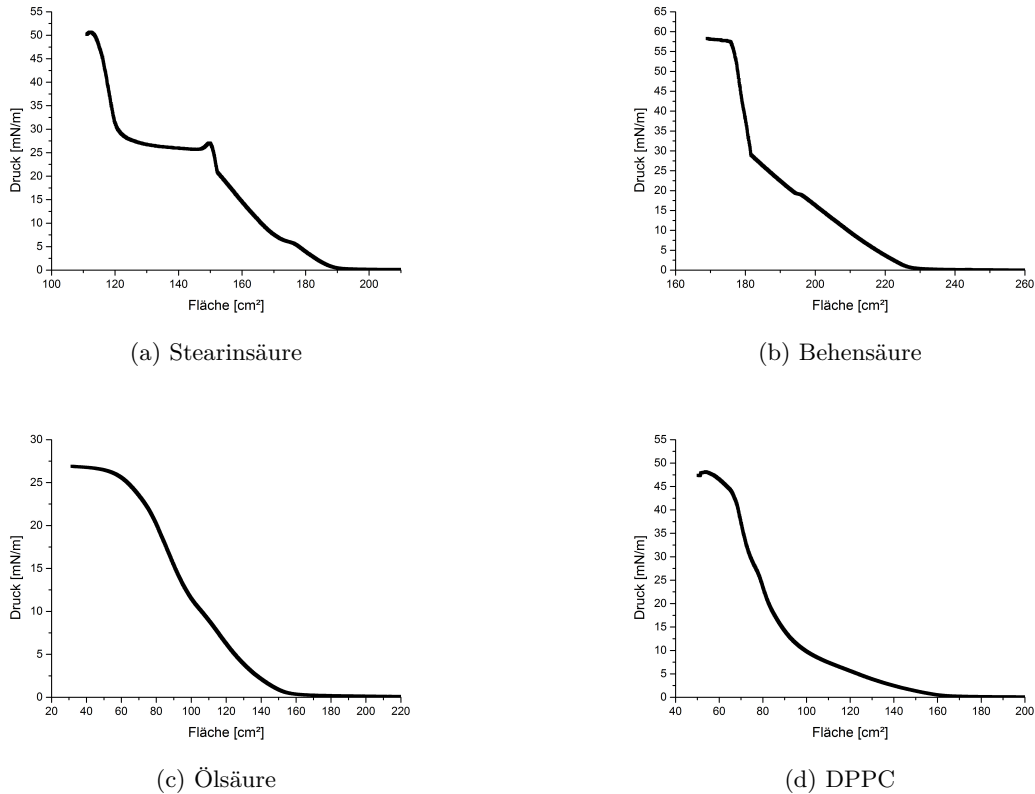 55
50
45
40
35
30
25
20
15
10
5
0
Druck [mN/m]
100 120 140 160 180 200
Fläche [cm²]
(a) Stearinsäure
65
60
55
50
45
40
35
30
25
20
15
10
5
0
Druck [mN/m]
160 180 200 220 240 260
Fläche [cm²]
(b) Behensäure
30
25
20
15
10
5
0
Druck [mN/m]
20 40 60 80 100 120 140 160 180 200 220
Fläche [cm²]
(c) Ölsäure
55
50
45
40
35
30
25
20
15
10
5
0
Druck [mN/m]
40 60 80 100 120 140 160 180 200
Fläche [cm²]
(d) DPPC